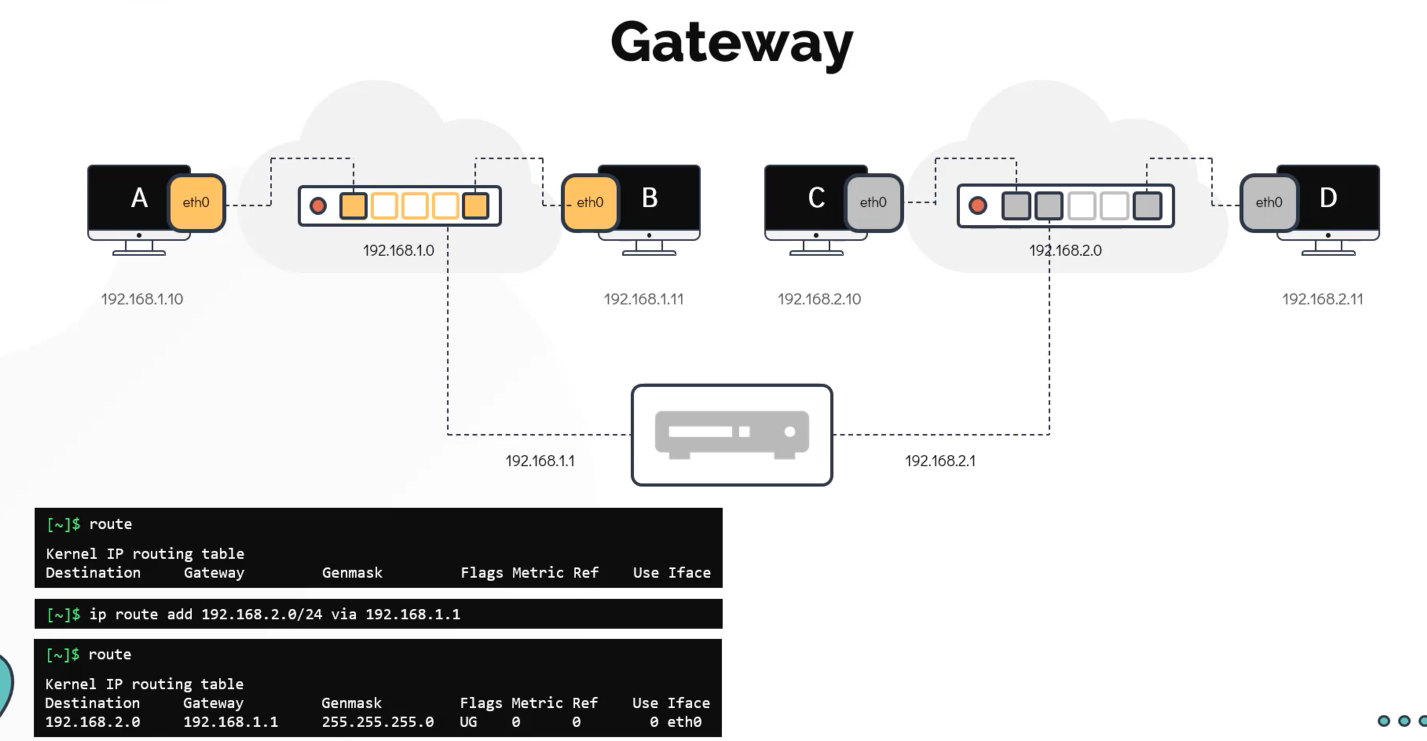 Gateway
A
eth0
eth0
B
C
eth0
eth0
D
192.168.1.0
192.168.2.0
192.168.1.10
192.168.1.11
192.168.2.10
192.168.2.11
192.168.1.1
192.168.2.1
[~]$ route
Kernel IP routing table
Destination Gateway Genmask Flags Metric Ref Use Iface
[~]$ ip route add 192.168.2.0/24 via 192.168.1.1
[~]$ route
Kernel IP routing table
Destination Gateway Genmask Flags Metric Ref Use Iface
192.168.2.0 192.168.1.1 255.255.255.0 UG 0 0 0 eth0